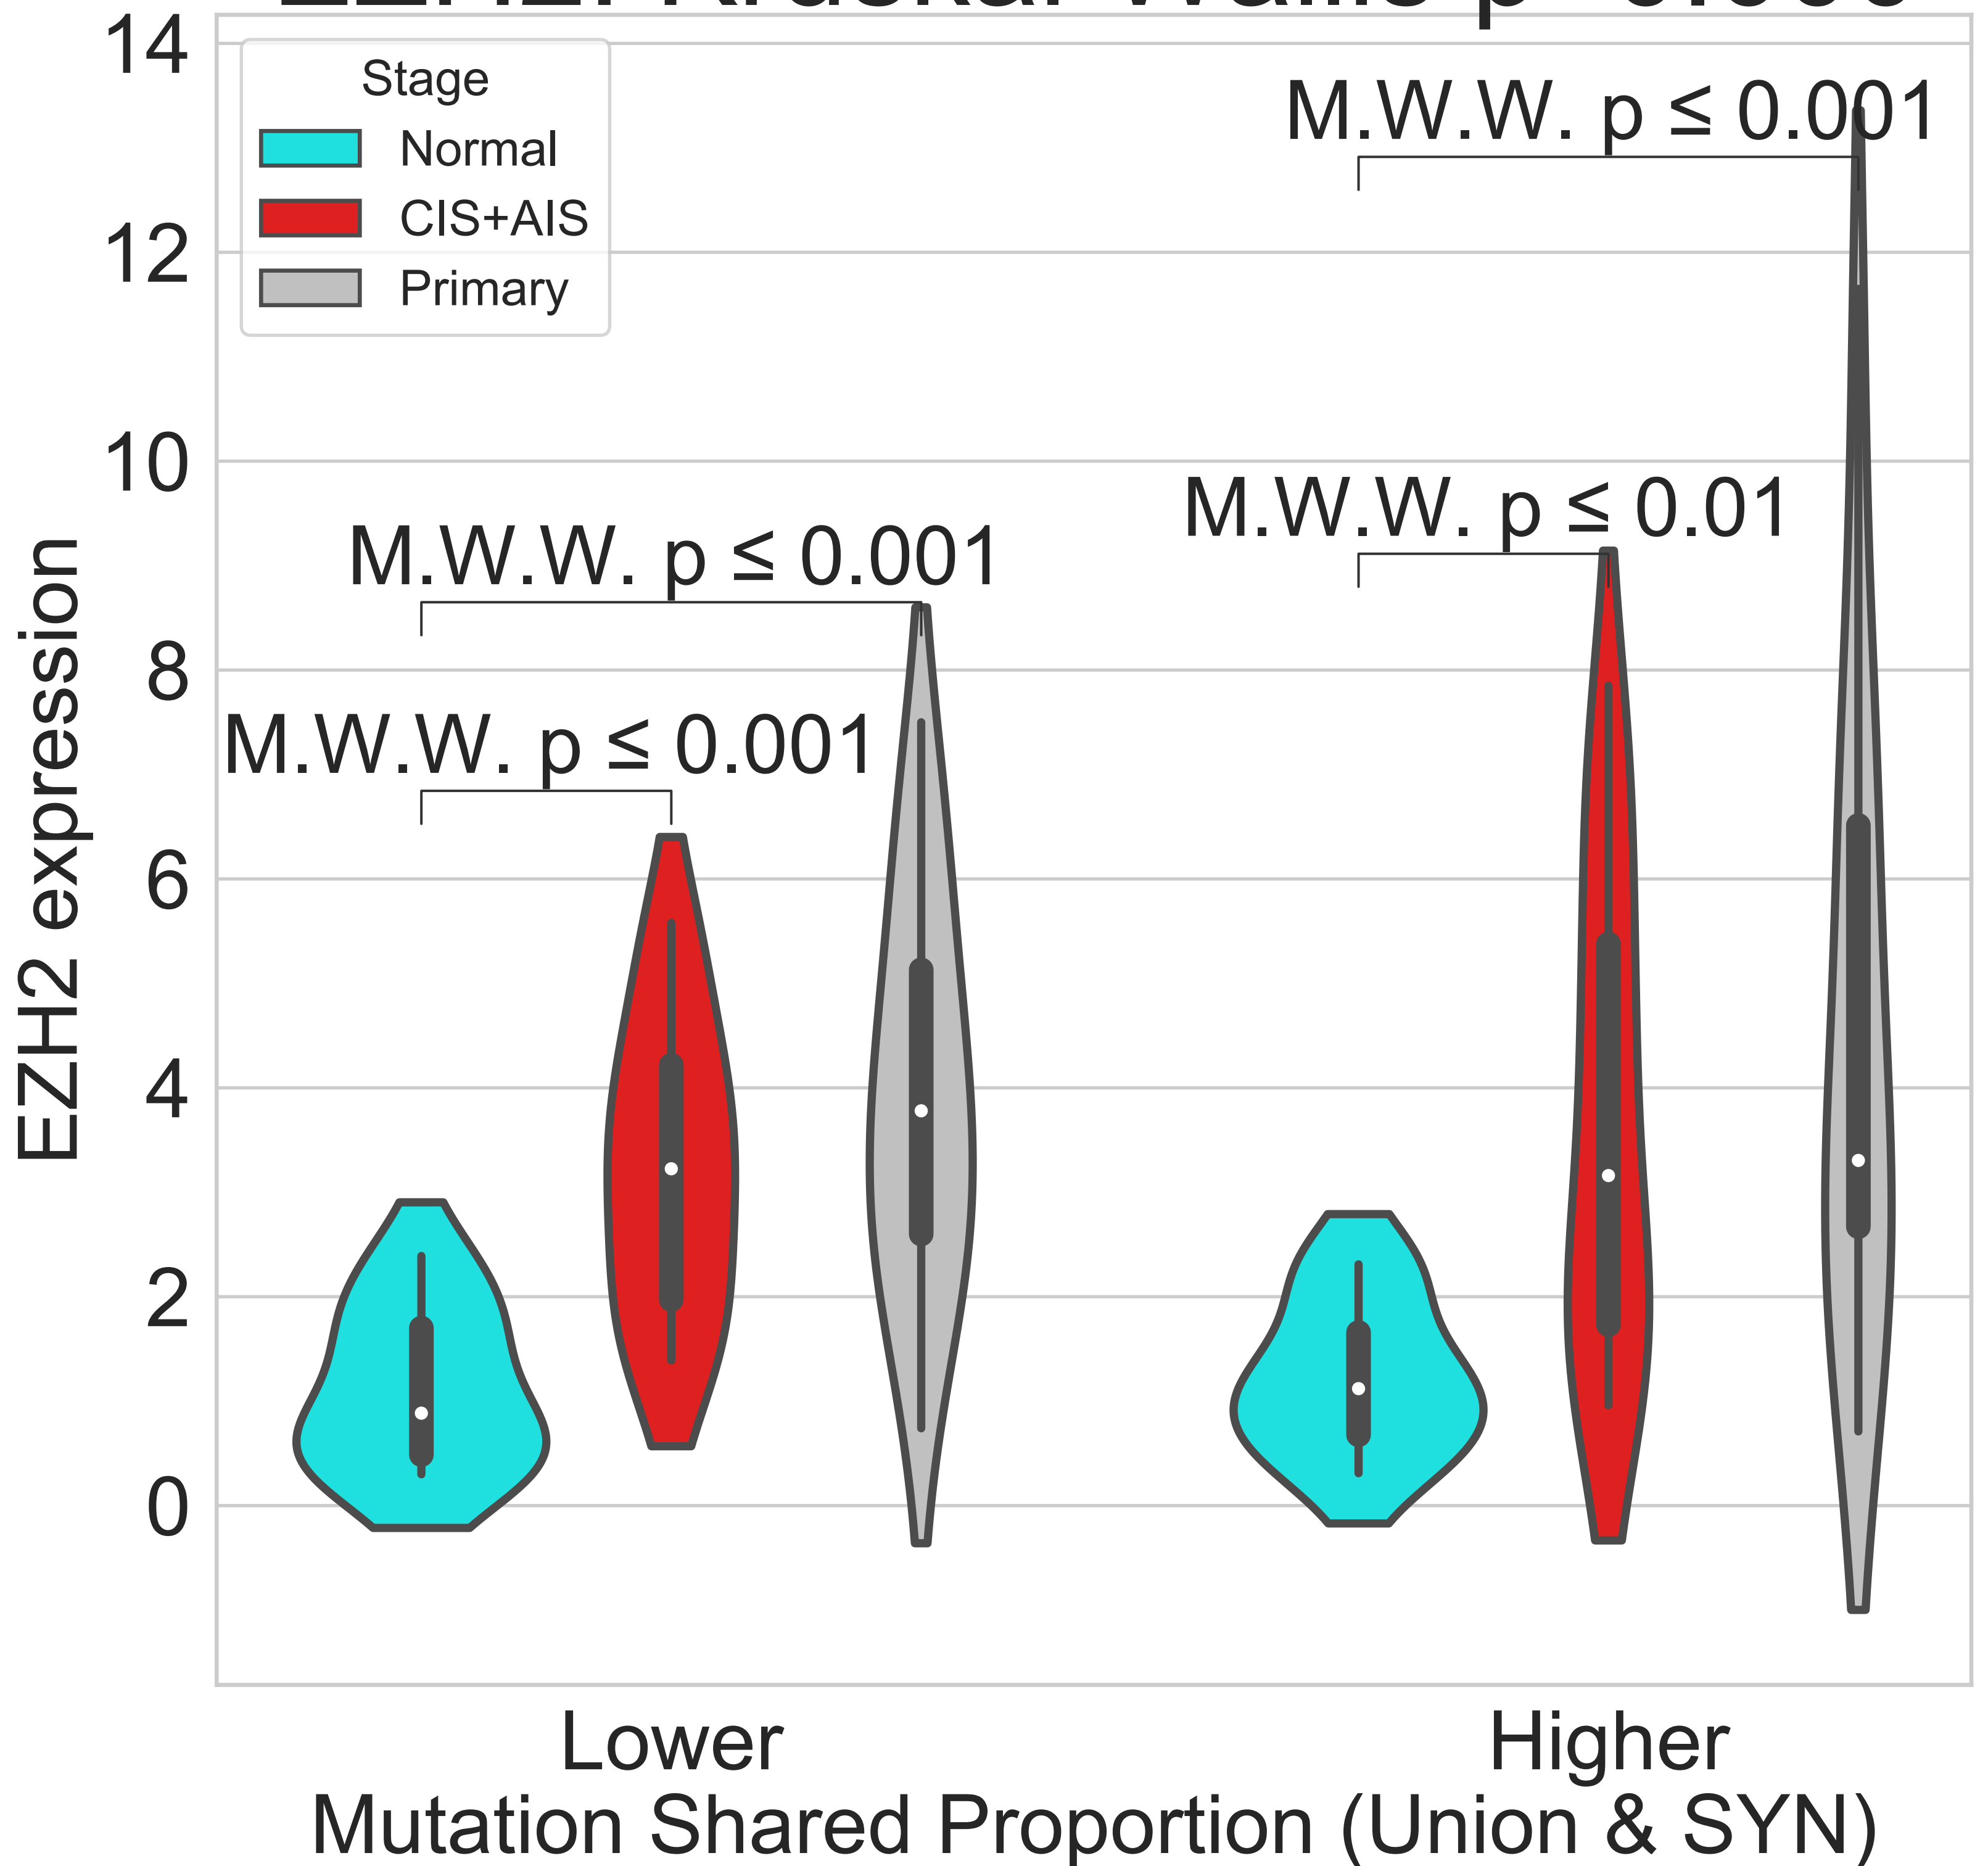 14
12
10
8
6
4
2
0
EZH2 expression
Stage
Normal
CIS+AIS
Primary
M.W.W. p ≤ 0.001
M.W.W. p ≤ 0.01
M.W.W. p ≤ 0.001
M.W.W. p ≤ 0.001
Lower
Higher
Mutation Shared Proportion (Union & SYN)